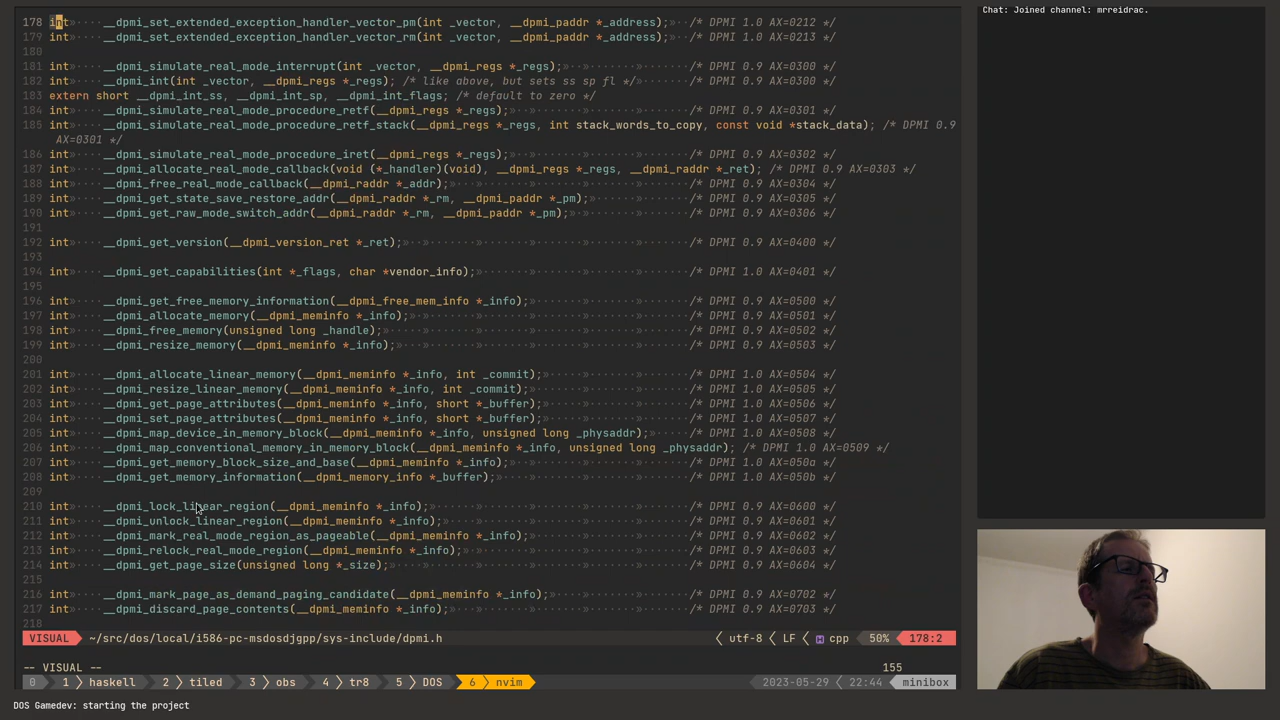 Chat: Joined channel: mrreidrac.
178 int» ···· __dpmi_set_extended_exception_handler_vector_pm(int _vector, __dpmi_paddr *_address);» ··/* DPMI 1.0 AX=0212 */
179 int» ···· __dpmi_set_extended_exception_handler_vector_rm(int _vector, __dpmi_paddr *_address);» ··/* DPMI 1.0 AX=0213 */
180
181 int» ···· __dpmi_simulate_real_mode_interrupt(int _vector, __dpmi_regs *_regs);» /* DPMI 0.9 AX=0300 */
182 int» ···· __dpmi_int(int _vector, __dpmi_regs *_regs); /* like above, but sets ss sp fl */» /* DPMI 0.9 AX=0300 */
183 extern short __dpmi_int_ss, __dpmi_int_sp, __dpmi_int_flags; /* default to zero */
184 int» ···· __dpmi_simulate_real_mode_procedure_retf(__dpmi_regs *_regs);» /* DPMI 0.9 AX=0301 */
185 int» ···· __dpmi_simulate_real_mode_procedure_retf_stack(__dpmi_regs *_regs, int stack_words_to_copy, const void *stack_data); /* DPMI 0.9
AX=0301 */
186 int» ···· __dpmi_simulate_real_mode_procedure_iret(__dpmi_regs *_regs);» /* DPMI 0.9 AX=0302 */
187 int» ···· __dpmi_allocate_real_mode_callback(void (*_handler)(void), __dpmi_regs *_regs, __dpmi_raddr *_ret); /* DPMI 0.9 AX=0303 */
188 int» ···· __dpmi_free_real_mode_callback(__dpmi_raddr *_addr);» /* DPMI 0.9 AX=0304 */
189 int» ···· __dpmi_get_state_save_restore_addr(__dpmi_raddr *_rm, __dpmi_paddr *_pm);» /* DPMI 0.9 AX=0305 */
190 int» ···· __dpmi_get_raw_mode_switch_addr(__dpmi_raddr *_rm, __dpmi_paddr *_pm);» /* DPMI 0.9 AX=0306 */
191
192 int» ···· __dpmi_get_version(__dpmi_version_ret *_ret);» /* DPMI 0.9 AX=0400 */
193
194 int» ···· __dpmi_get_capabilities(int *_flags, char *vendor_info);» /* DPMI 1.0 AX=0401 */
195
196 int» ···· __dpmi_get_free_memory_information(__dpmi_free_mem_info *_info);» /* DPMI 0.9 AX=0500 */
197 int» ···· __dpmi_allocate_memory(__dpmi_meminfo *_info);» /* DPMI 0.9 AX=0501 */
198 int» ···· __dpmi_free_memory(unsigned long _handle);» /* DPMI 0.9 AX=0502 */
199 int» ···· __dpmi_resize_memory(__dpmi_meminfo *_info);» /* DPMI 0.9 AX=0503 */
200
201 int» ···· __dpmi_allocate_linear_memory(__dpmi_meminfo *_info, int _commit);» /* DPMI 1.0 AX=0504 */
202 int» ···· __dpmi_resize_linear_memory(__dpmi_meminfo *_info, int _commit);» /* DPMI 1.0 AX=0505 */
203 int» ···· __dpmi_get_page_attributes(__dpmi_meminfo *_info, short *_buffer);» /* DPMI 1.0 AX=0506 */
204 int» ···· __dpmi_set_page_attributes(__dpmi_meminfo *_info, short *_buffer);» /* DPMI 1.0 AX=0507 */
205 int» ···· __dpmi_map_device_in_memory_block(__dpmi_meminfo *_info, unsigned long _physaddr);» /* DPMI 1.0 AX=0508 */
206 int» ···· __dpmi_map_conventional_memory_in_memory_block(__dpmi_meminfo *_info, unsigned long _physaddr); /* DPMI 1.0 AX=0509 */
207 int» ···· __dpmi_get_memory_block_size_and_base(__dpmi_meminfo *_info);» /* DPMI 1.0 AX=050a */
208 int» ···· __dpmi_get_memory_information(__dpmi_memory_info *_buffer);» /* DPMI 1.0 AX=050b */
209
210 int» ···· __dpmi_lock_linear_region(__dpmi_meminfo *_info);» /* DPMI 0.9 AX=0600 */
211 int» ···· __dpmi_unlock_linear_region(__dpmi_meminfo *_info);» /* DPMI 0.9 AX=0601 */
212 int» ···· __dpmi_mark_real_mode_region_as_pageable(__dpmi_meminfo *_info);» /* DPMI 0.9 AX=0602 */
213 int» ···· __dpmi_relock_real_mode_region(__dpmi_meminfo *_info);» /* DPMI 0.9 AX=0603 */
214 int» ···· __dpmi_get_page_size(unsigned long *_size);» /* DPMI 0.9 AX=0604 */
215
216 int» ···· __dpmi_mark_page_as_demand_paging_candidate(__dpmi_meminfo *_info);» /* DPMI 0.9 AX=0702 */
217 int» ···· __dpmi_discard_page_contents(__dpmi_meminfo *_info);» /* DPMI 0.9 AX=0703 */
218
VISUAL ~/src/dos/local/i586-pc-msdosdjgpp/sys-include/dpmi.h utf-8 LF cpp 50% 178:2
-- VISUAL -- 155
0 1 haskell 2 tiled 3 obs 4 tr8 5 DOS 6 nvim 2023-05-29 22:44 minibox
DOS Gamedev: starting the project